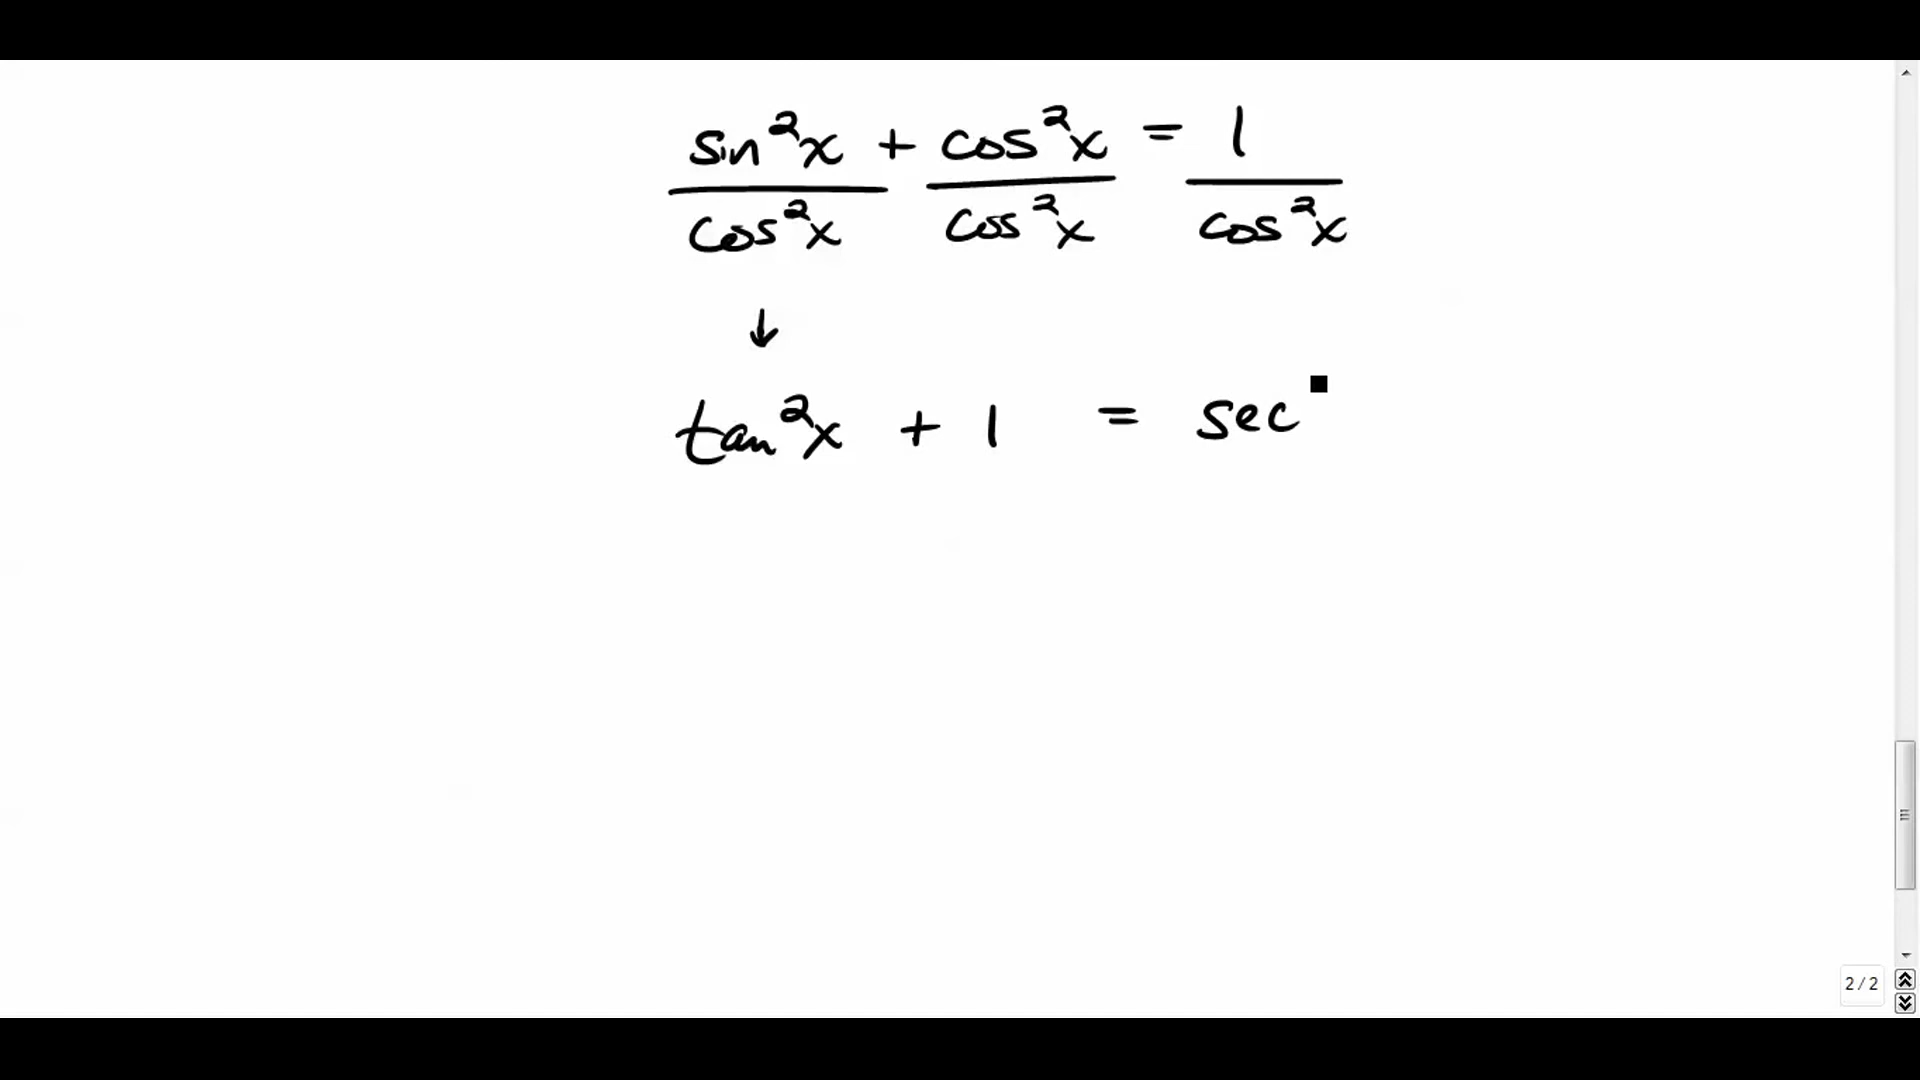 sin²x + cos²x = 1
cos²x cos²x cos²x
↓
tan²x + 1 = sec
2 / 2